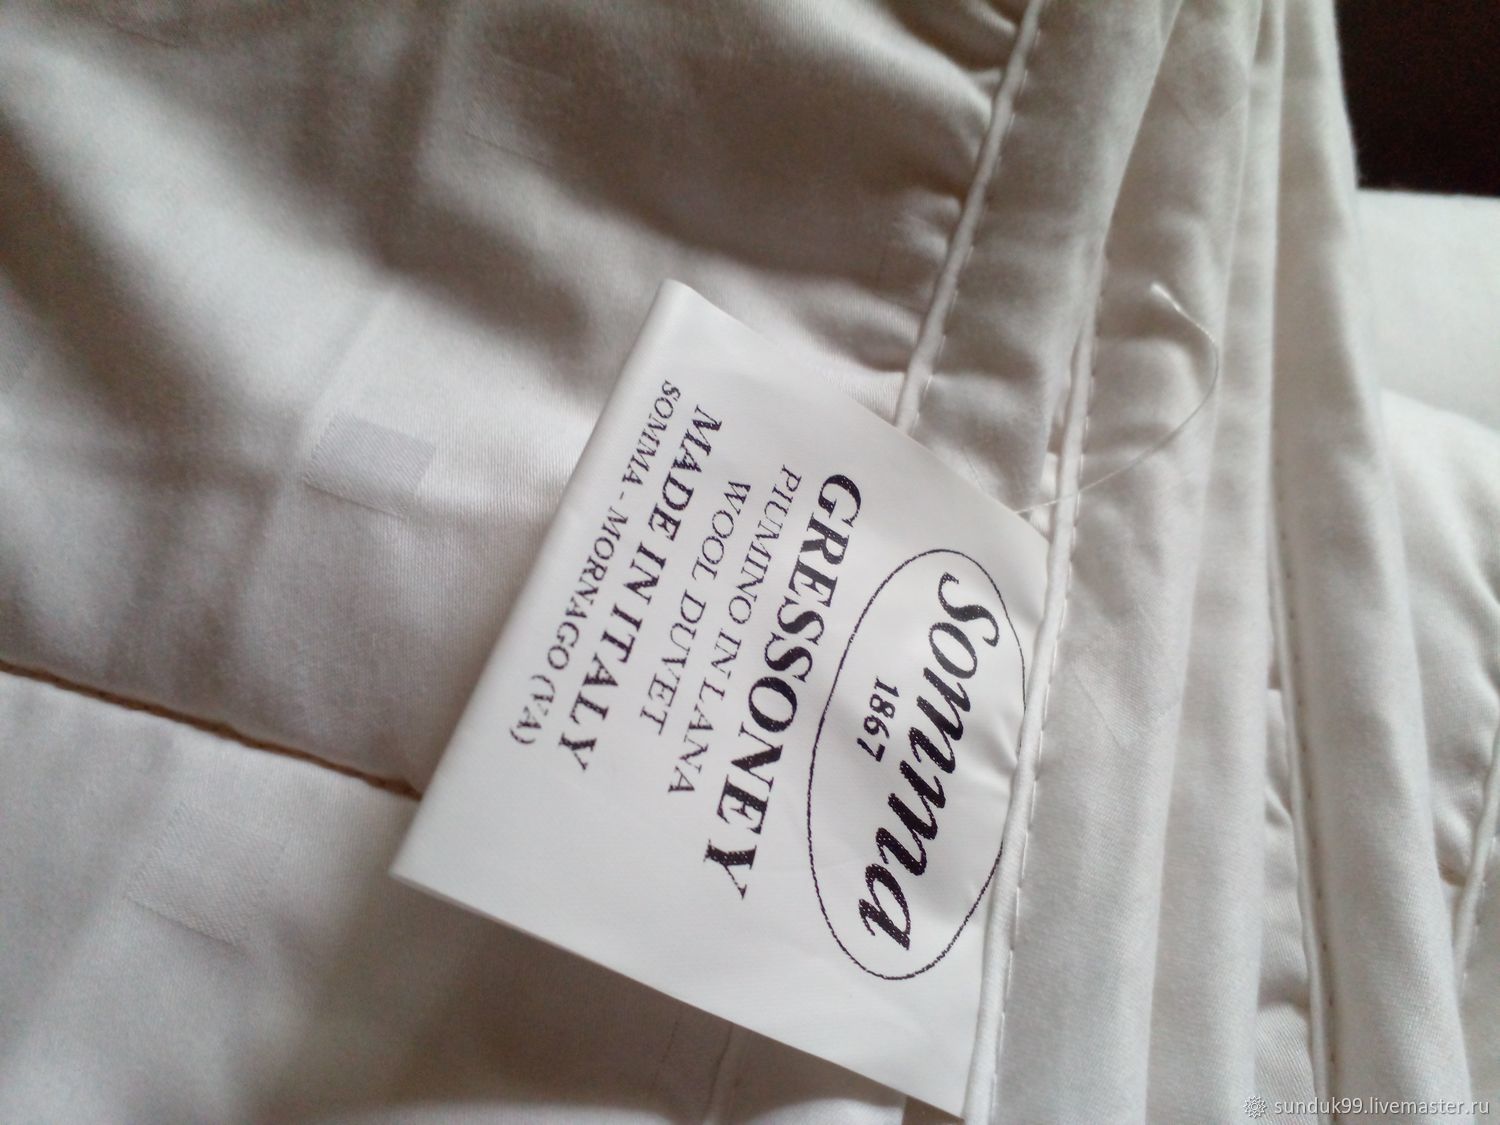 Somma
1867
GRESSONEY
PIUMINO IN LANA
WOOL DUVET
MADE IN ITALY
SOMMA - MORNAGO (VA)
sunduk99.livemaster.ru